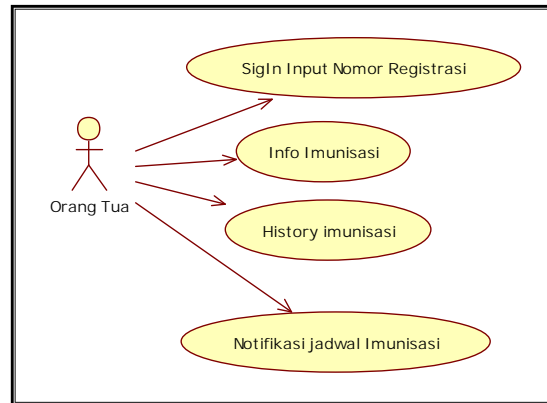 SigIn Input Nomor Registrasi
Info Imunisasi
Orang Tua
History imunisasi
Notifikasi jadwal Imunisasi